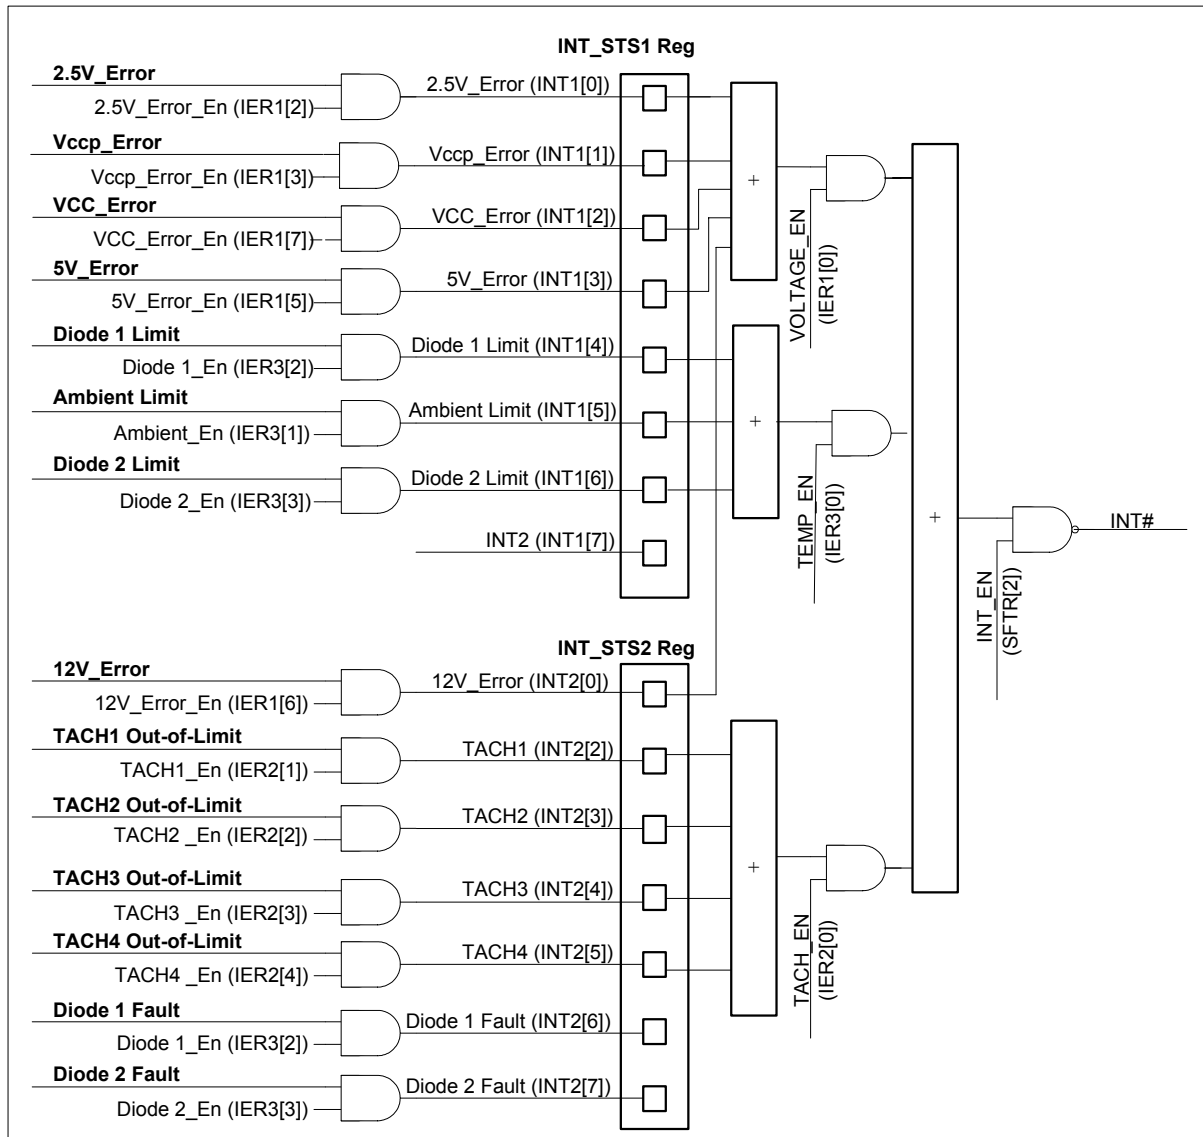 INT_STS1 Reg
2.5V_Error
2.5V_Error_En (IER1[2])
2.5V_Error (INT1[0])
Vccp_Error
Vccp_Error_En (IER1[3])
Vccp_Error (INT1[1])
VCC_Error
VCC_Error_En (IER1[7])
VCC_Error (INT1[2])
5V_Error
5V_Error_En (IER1[5])
5V_Error (INT1[3])
Diode 1 Limit
Diode 1_En (IER3[2])
Diode 1 Limit (INT1[4])
Ambient Limit
Ambient_En (IER3[1])
Ambient Limit (INT1[5])
Diode 2 Limit
Diode 2_En (IER3[3])
Diode 2 Limit (INT1[6])
INT2 (INT1[7])
+
VOLTAGE_EN
(IER1[0])
+
TEMP_EN
(IER3[0])
+
INT_EN
(SFTR[2])
INT#
INT_STS2 Reg
12V_Error
12V_Error_En (IER1[6])
12V_Error (INT2[0])
TACH1 Out-of-Limit
TACH1_En (IER2[1])
TACH1 (INT2[2])
TACH2 Out-of-Limit
TACH2 _En (IER2[2])
TACH2 (INT2[3])
TACH3 Out-of-Limit
TACH3 _En (IER2[3])
TACH3 (INT2[4])
TACH4 Out-of-Limit
TACH4 _En (IER2[4])
TACH4 (INT2[5])
Diode 1 Fault
Diode 1_En (IER3[2])
Diode 1 Fault (INT2[6])
Diode 2 Fault
Diode 2_En (IER3[3])
Diode 2 Fault (INT2[7])
+
TACH_EN
(IER2[0])